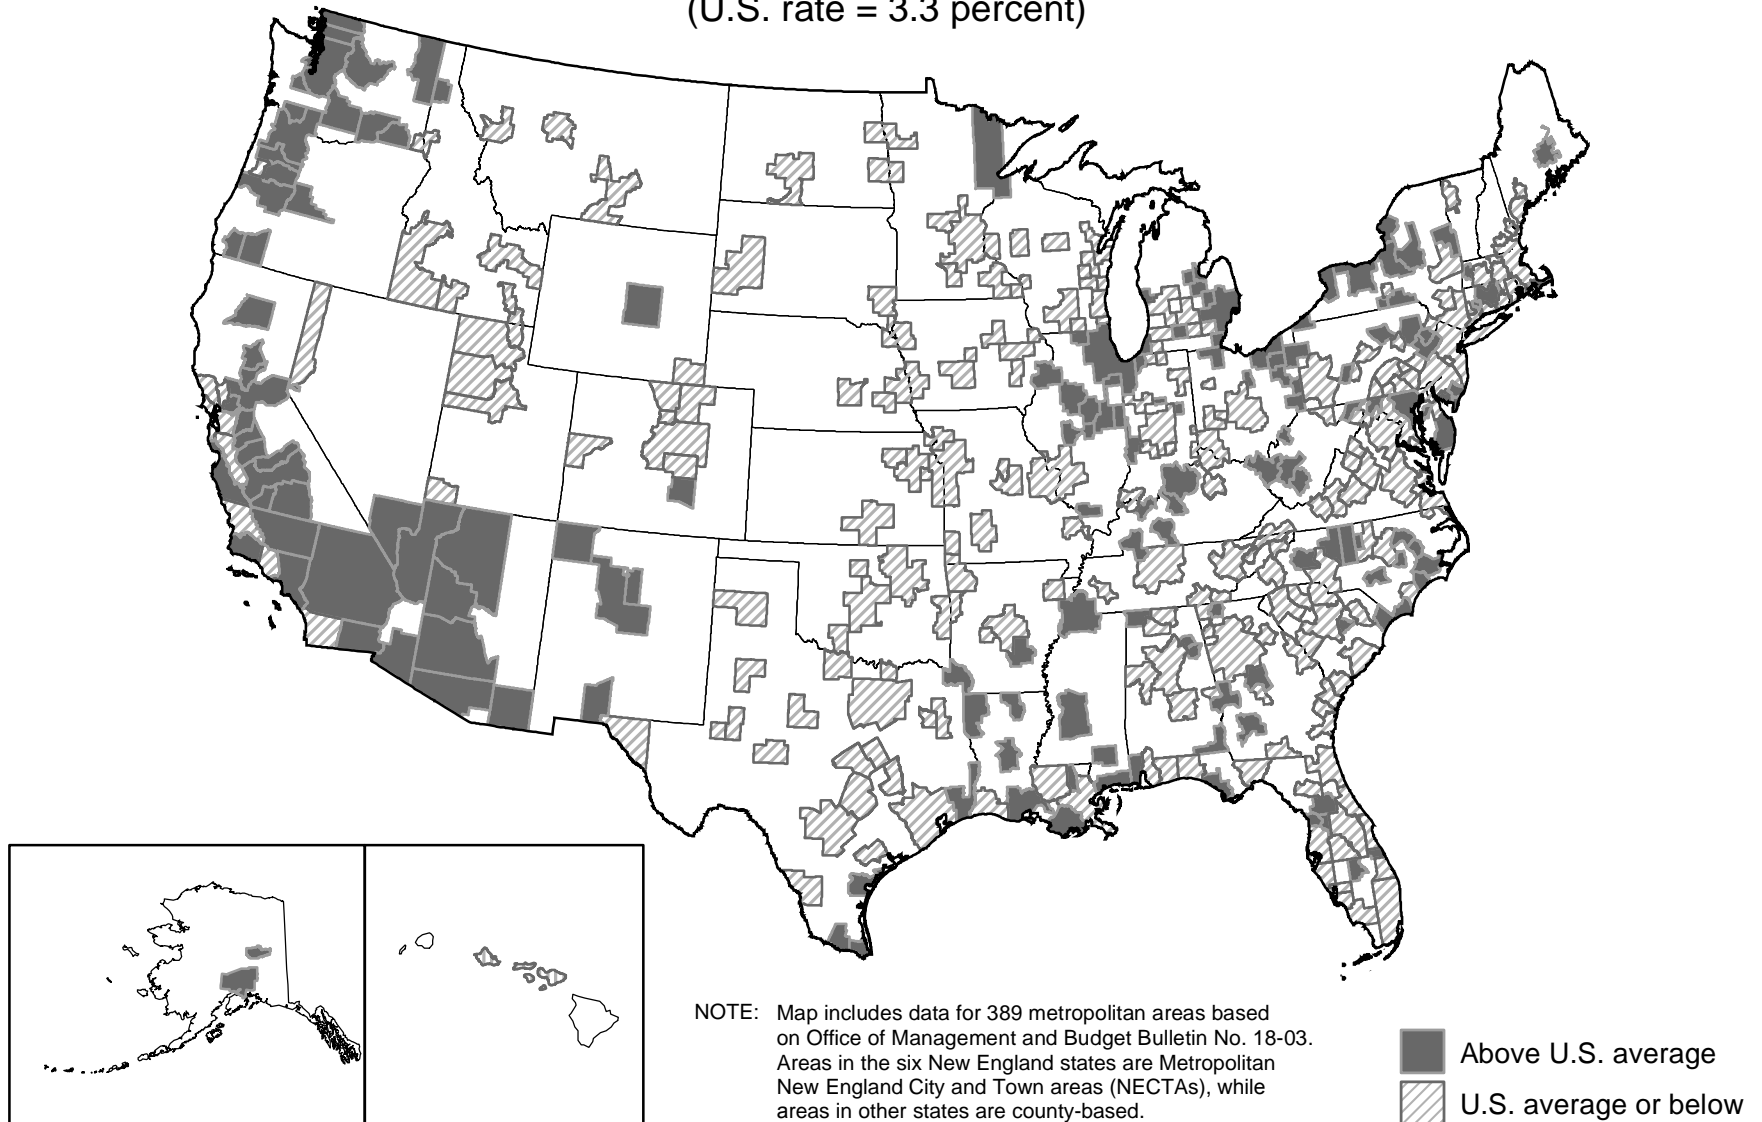 (U.S. rate = 3.3 percent)
NOTE: Map includes data for 389 metropolitan areas based
on Office of Management and Budget Bulletin No. 18-03.
Areas in the six New England states are Metropolitan
New England City and Town areas (NECTAs), while
areas in other states are county-based.
Above U.S. average
U.S. average or below